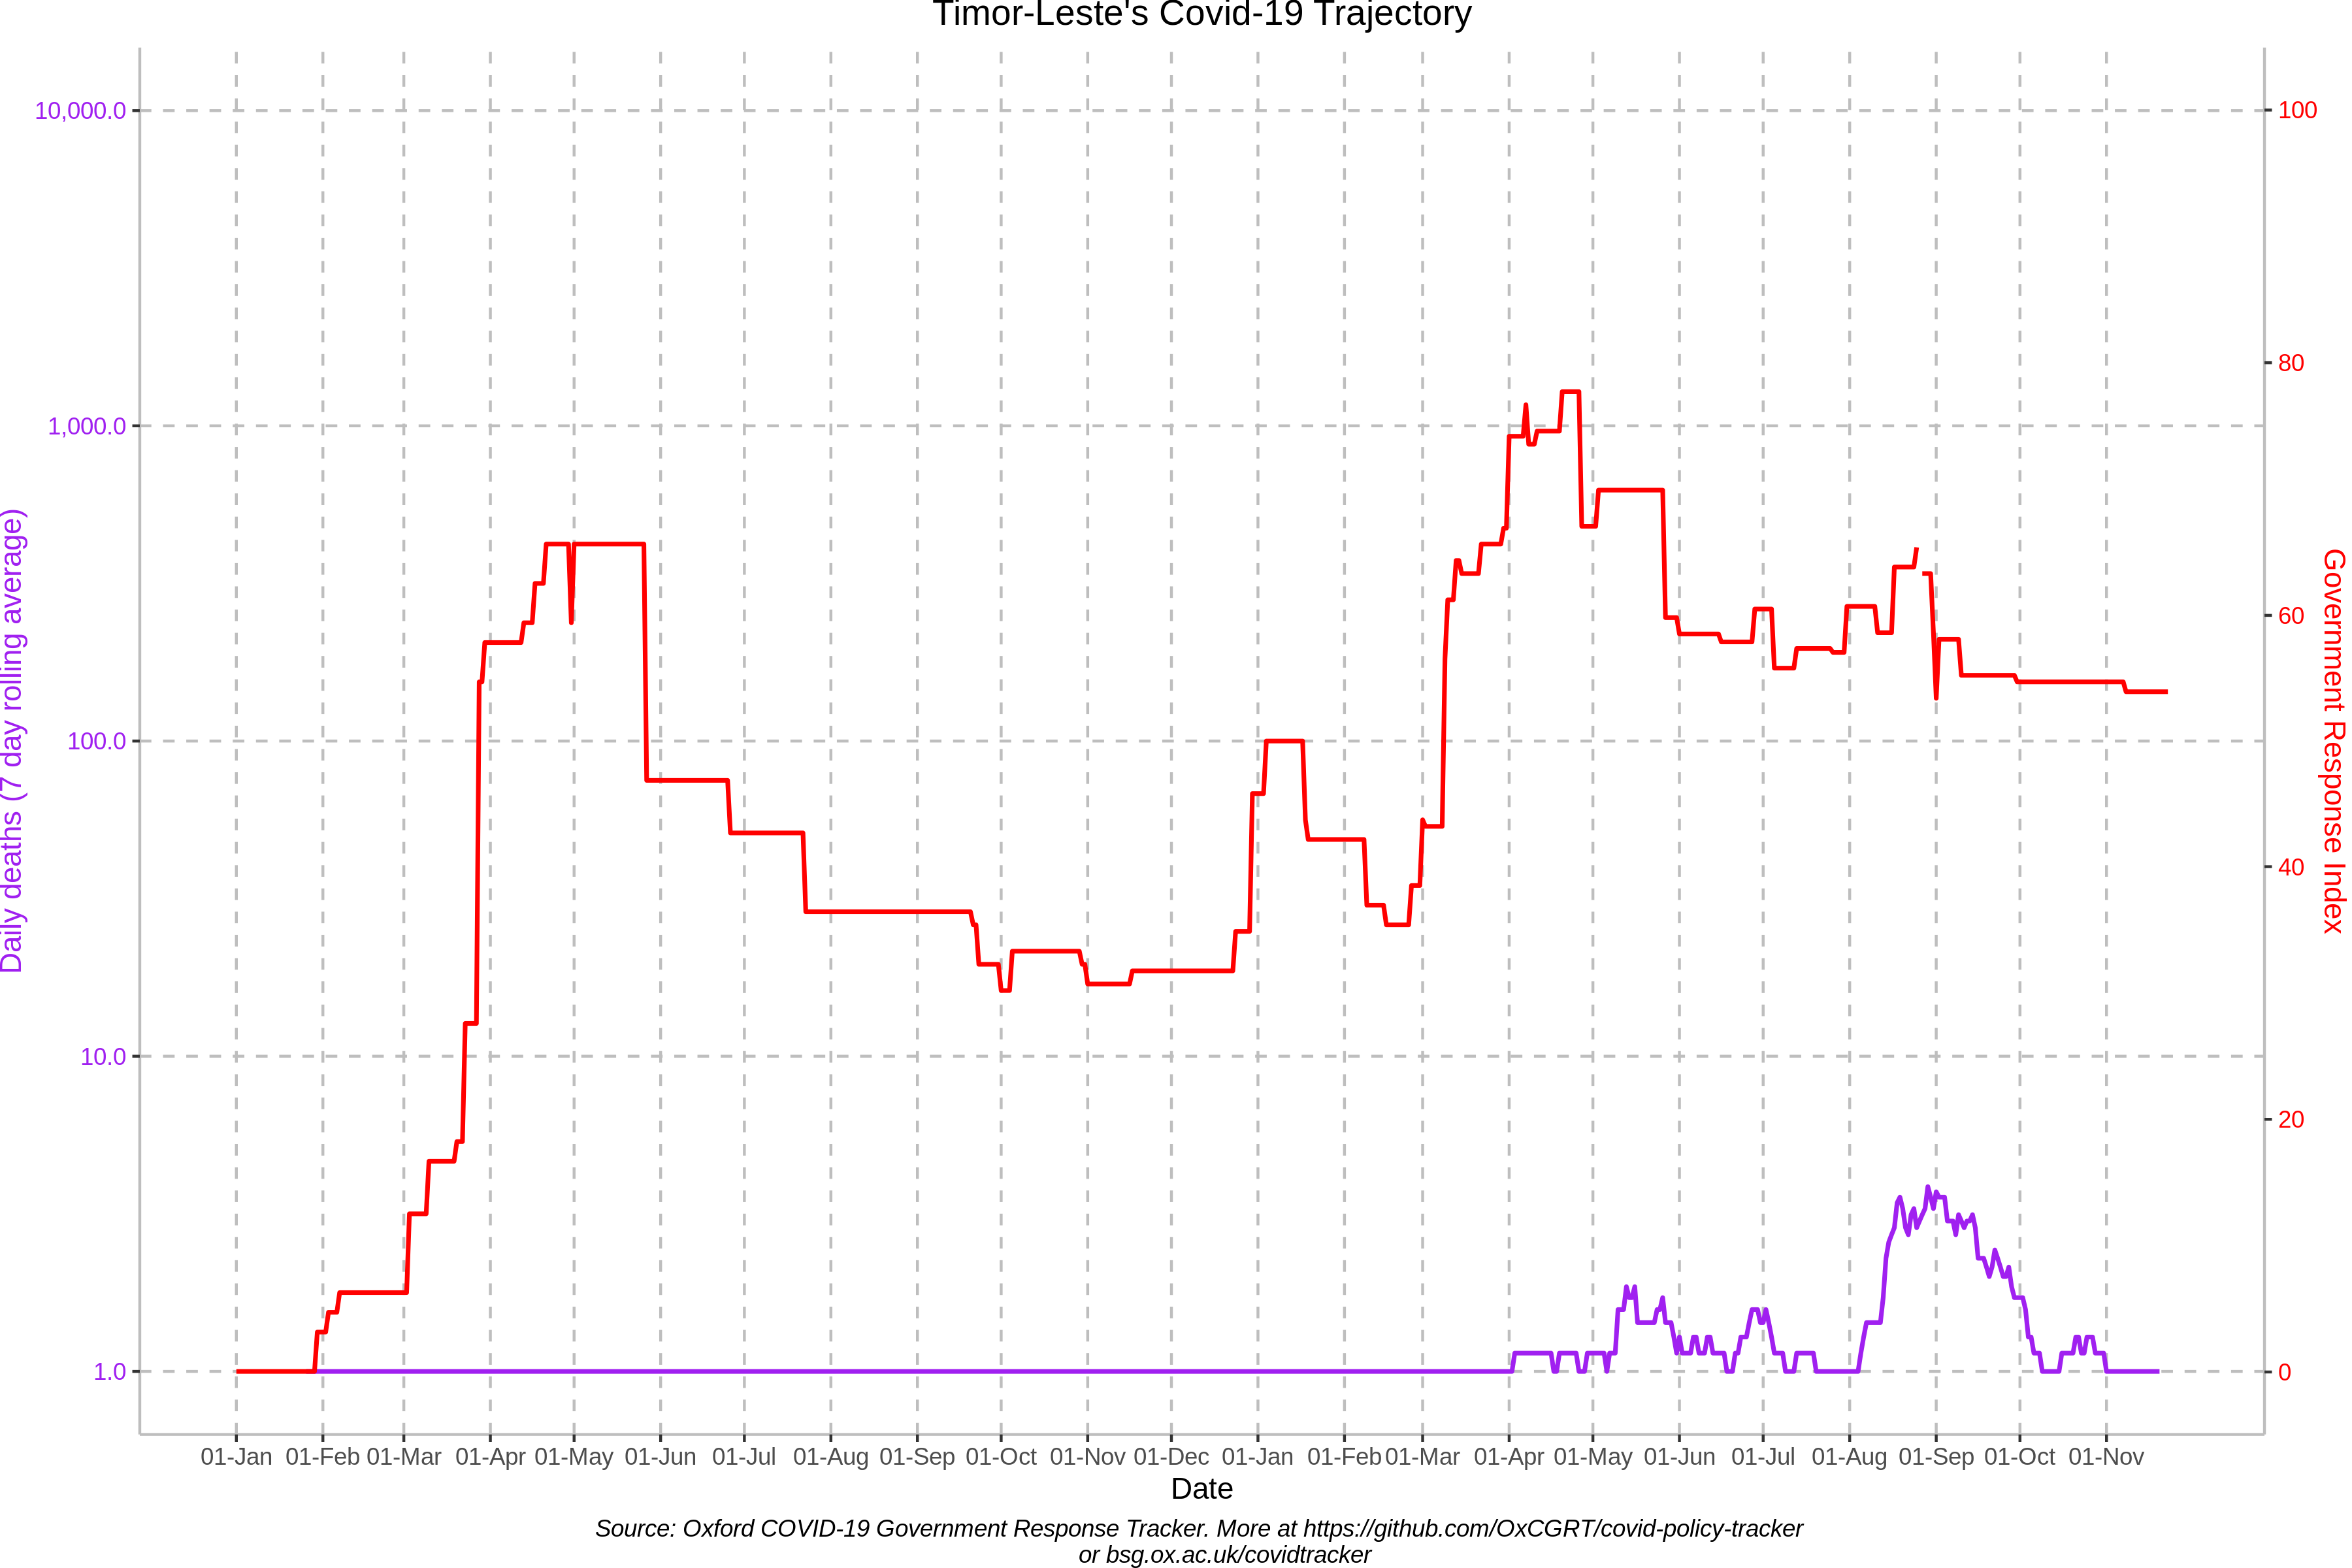 Timor-Leste's Covid-19 Trajectory
10,000.0
1,000.0
100.0
10.0
1.0
Daily deaths (7 day rolling average)
100
80
60
40
20
0
Government Response Index
01-Jan 01-Feb 01-Mar 01-Apr 01-May 01-Jun 01-Jul 01-Aug 01-Sep 01-Oct 01-Nov 01-Dec 01-Jan 01-Feb 01-Mar 01-Apr 01-May 01-Jun 01-Jul 01-Aug 01-Sep 01-Oct 01-Nov
Date
Source: Oxford COVID-19 Government Response Tracker. More at https://github.com/OxCGRT/covid-policy-tracker
or bsg.ox.ac.uk/covidtracker